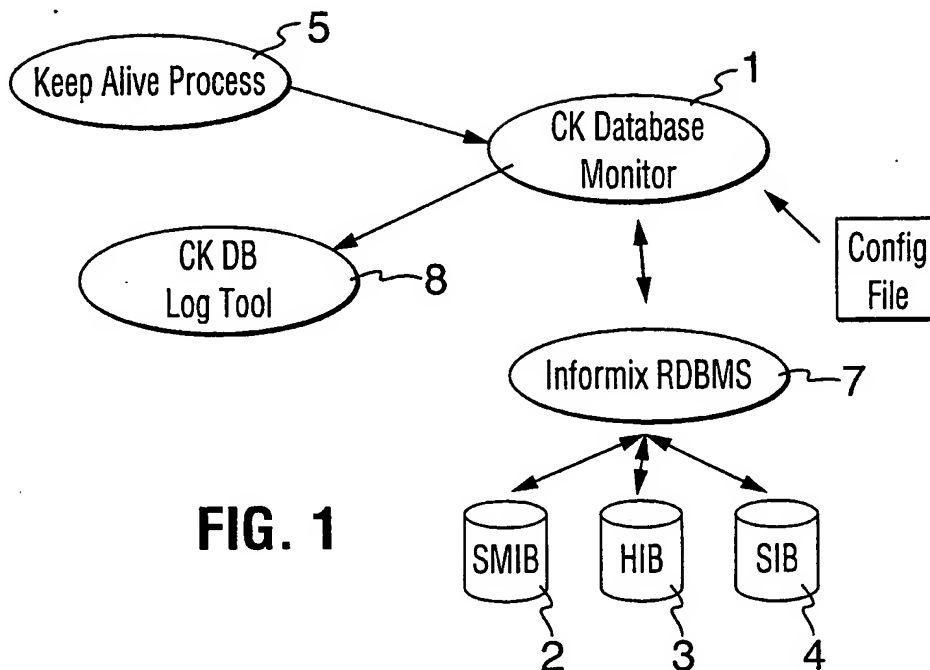 5
Keep Alive Process
1
CK Database
Monitor
CK DB
Log Tool
8
Config
File
Informix RDBMS
7
FIG. 1
SMIB
HIB
SIB
2
3
4